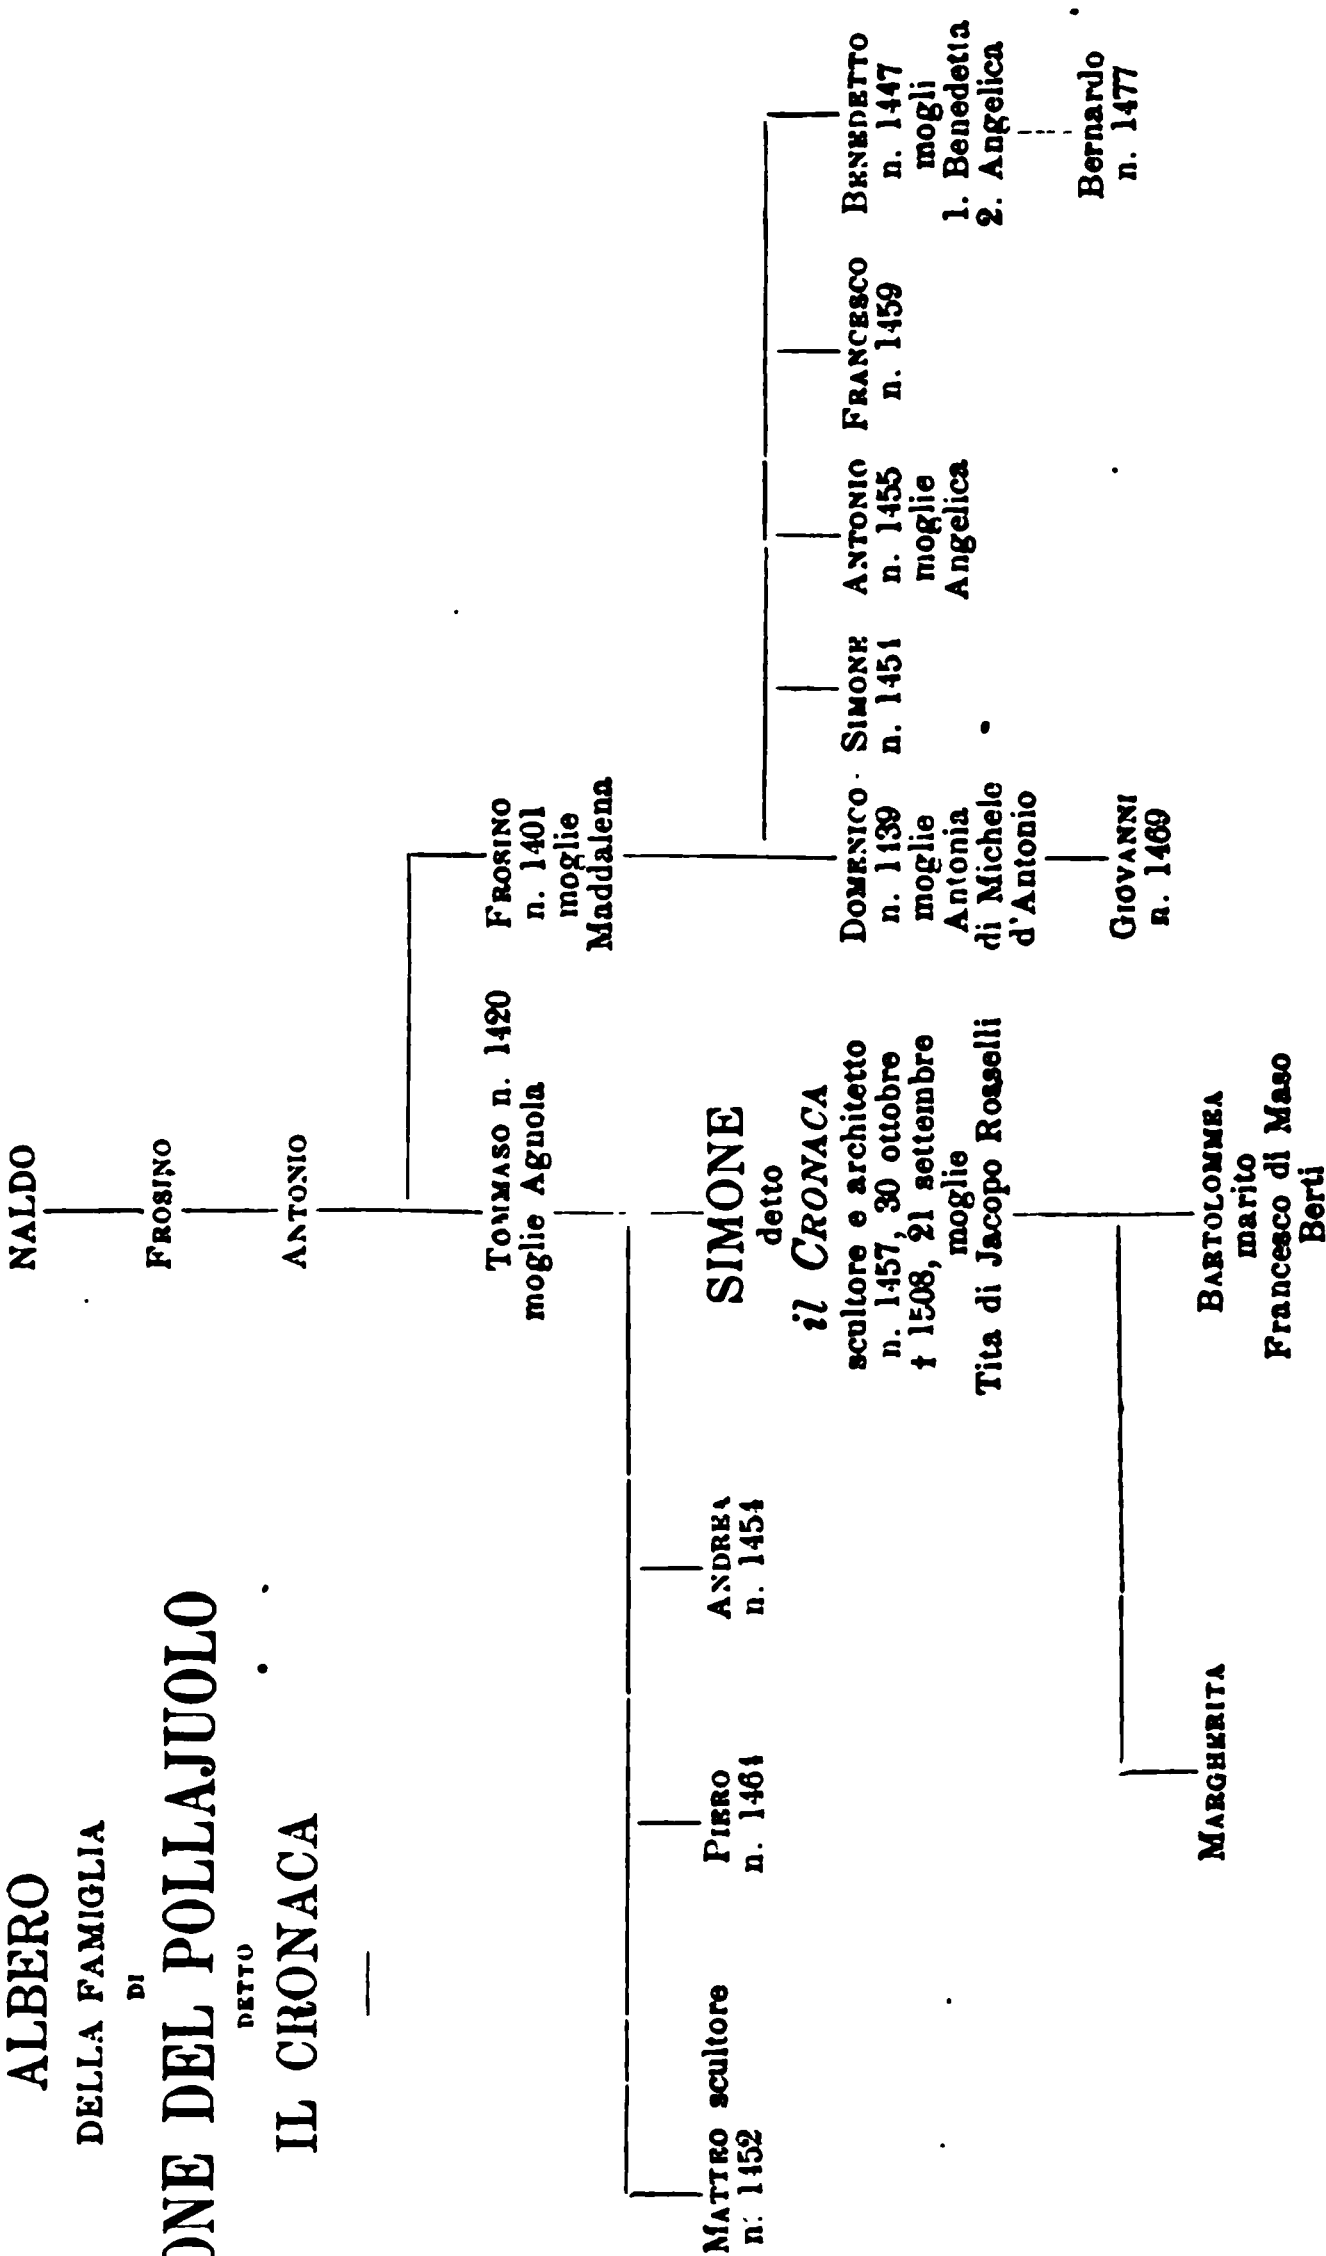 ALBERO
DELLA FAMIGLIA
DI
ONE DEL POLLAJUOLO
DETTO
IL CRONACA
NALDO
FROSINO
ANTONIO
TOMMASO n. 1420
moglie Agnola
FROSINO
n. 1401
moglie
Maddalena
MATTEO scultore
n. 1452
PIERO
n. 1464
ANDREA
n. 1454
SIMONE
detto
il CRONACA
scultore e architetto
n. 1457, 30 ottobre
† 1508, 21 settembre
moglie
Tita di Jacopo Rosselli
DOMENICO
n. 1439
moglie
Antonia
di Michele
d'Antonio
SIMONE
n. 1451
ANTONIO
n. 1455
moglie
Angelica
FRANCESCO
n. 1459
BENEDETTO
n. 1447
mogli
1. Benedetta
2. Angelica
MARGHERITA
BARTOLOMMEA
marito
Francesco di Maso
Berti
GIOVANNI
n. 1469
Bernardo
n. 1477